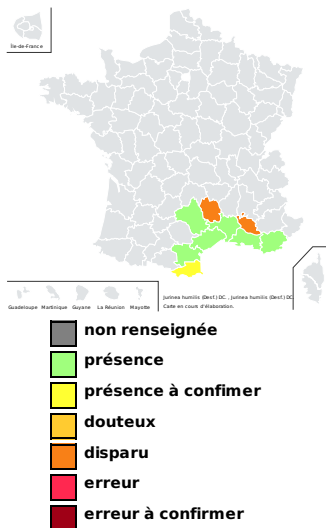 Île-de-France
Guadeloupe Martinique Guyane La Réunion Mayotte
Jurinea humilis (Desf.) DC. , Jurinea humilis (Desf.) DC.
Carte en cours d'élaboration.
non renseignée
présence
présence à confimer
douteux
disparu
erreur
erreur à confirmer